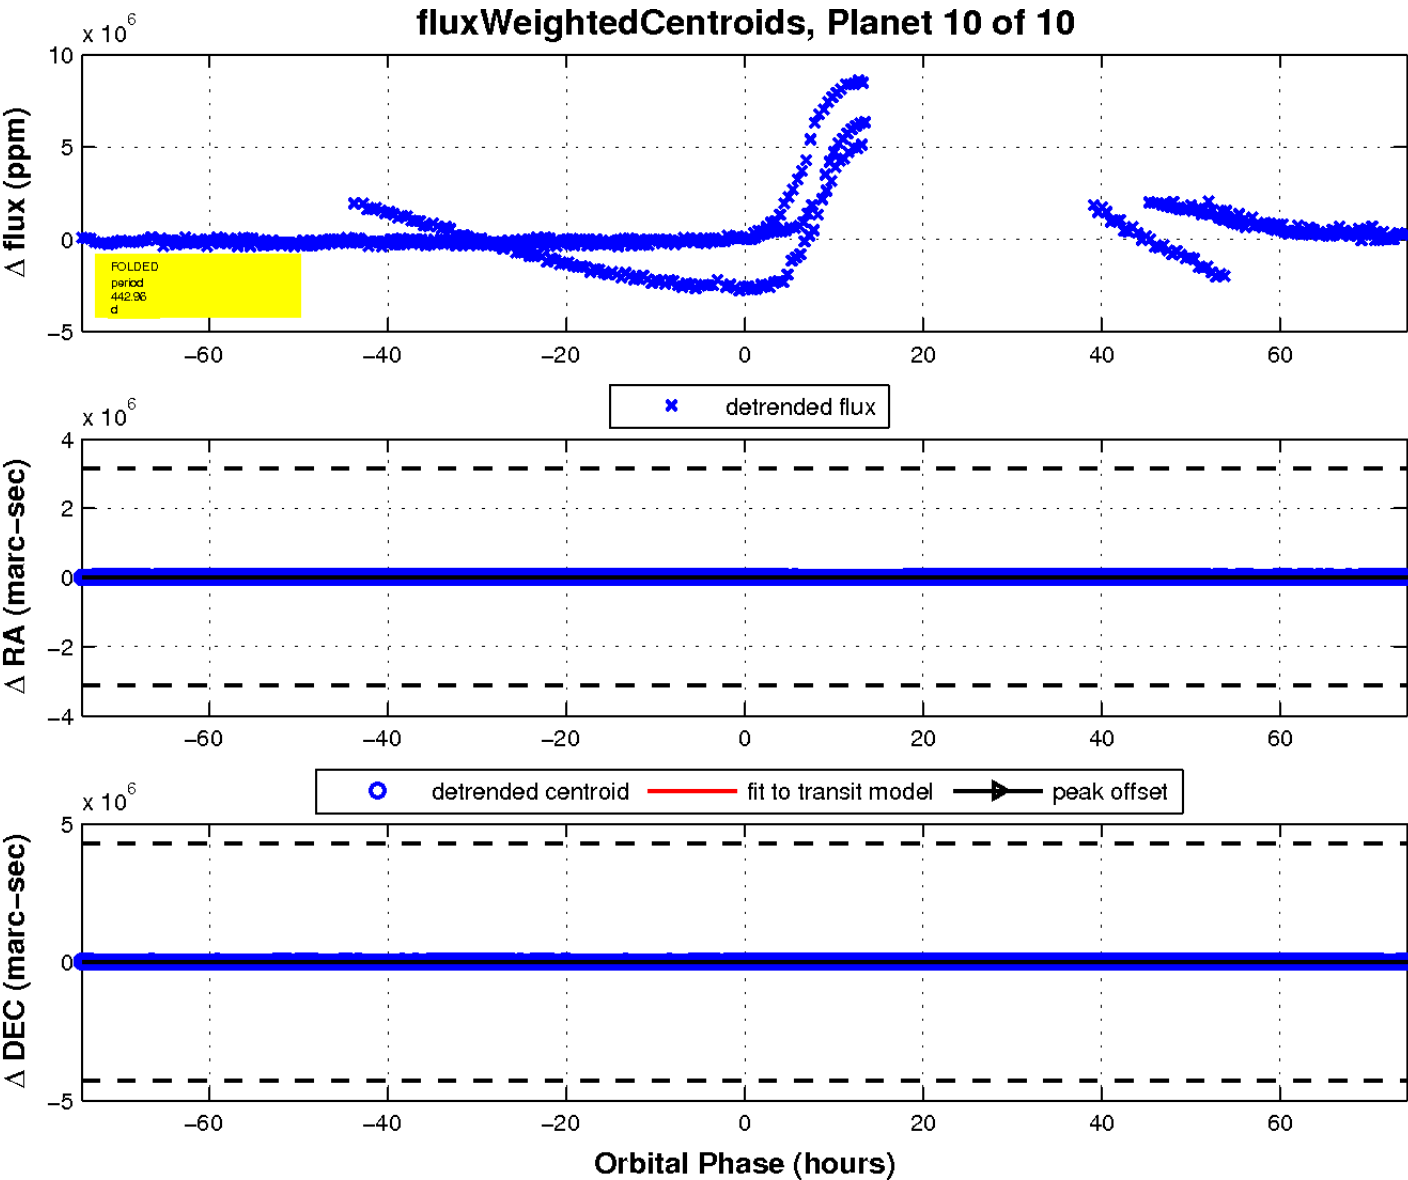 fluxWeightedCentroids, Planet 10 of 10
x 10^6
Δ flux (ppm)
10
5
0
−5
−60 −40 −20 0 20 40 60
FOLDED
period
442.96
d
detrended flux
x 10^6
Δ RA (marc−sec)
4
2
0
−2
−4
−60 −40 −20 0 20 40 60
detrended centroid fit to transit model peak offset
x 10^6
Δ DEC (marc−sec)
5
0
−5
−60 −40 −20 0 20 40 60
Orbital Phase (hours)